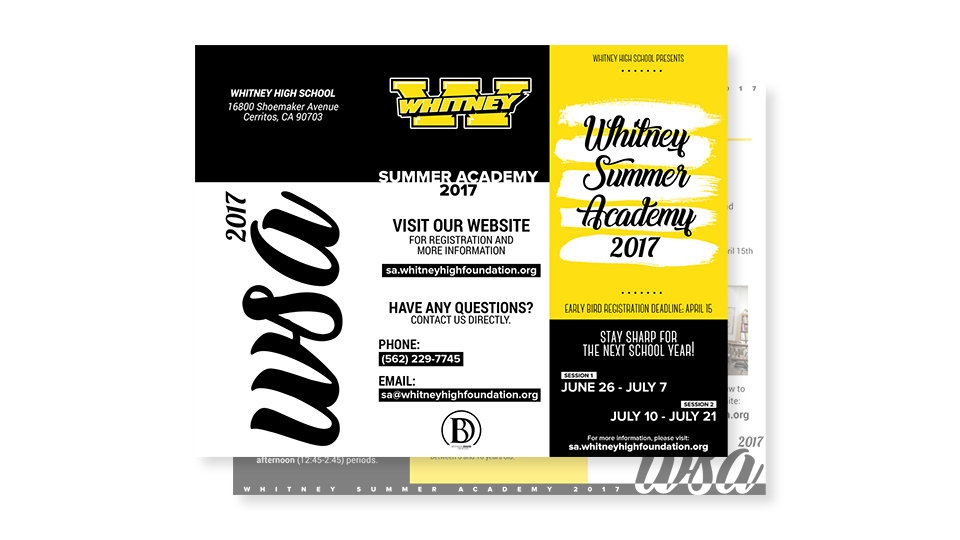 WHITNEY HIGH SCHOOL
16800 Shoemaker Avenue
Cerritos, CA 90703
2017
wsa
WHITNEY
SUMMER ACADEMY
2017
VISIT OUR WEBSITE
FOR REGISTRATION AND
MORE INFORMATION
sa.whitneyhighfoundation.org
HAVE ANY QUESTIONS?
CONTACT US DIRECTLY.
PHONE:
(562) 229-7745
EMAIL:
sa@whitneyhighfoundation.org
WHITNEY HIGH SCHOOL PRESENTS
Whitney
Summer
Academy
2017
EARLY BIRD REGISTRATION DEADLINE: APRIL 15
STAY SHARP FOR
THE NEXT SCHOOL YEAR!
SESSION 1
JUNE 26 - JULY 7
SESSION 2
JULY 10 - JULY 21
For more information, please visit:
sa.whitneyhighfoundation.org
2017
15th
to
.org
afternoon (12:45-2:45) periods.
2017
wsa
WHITNEY SUMMER ACADEMY 2017